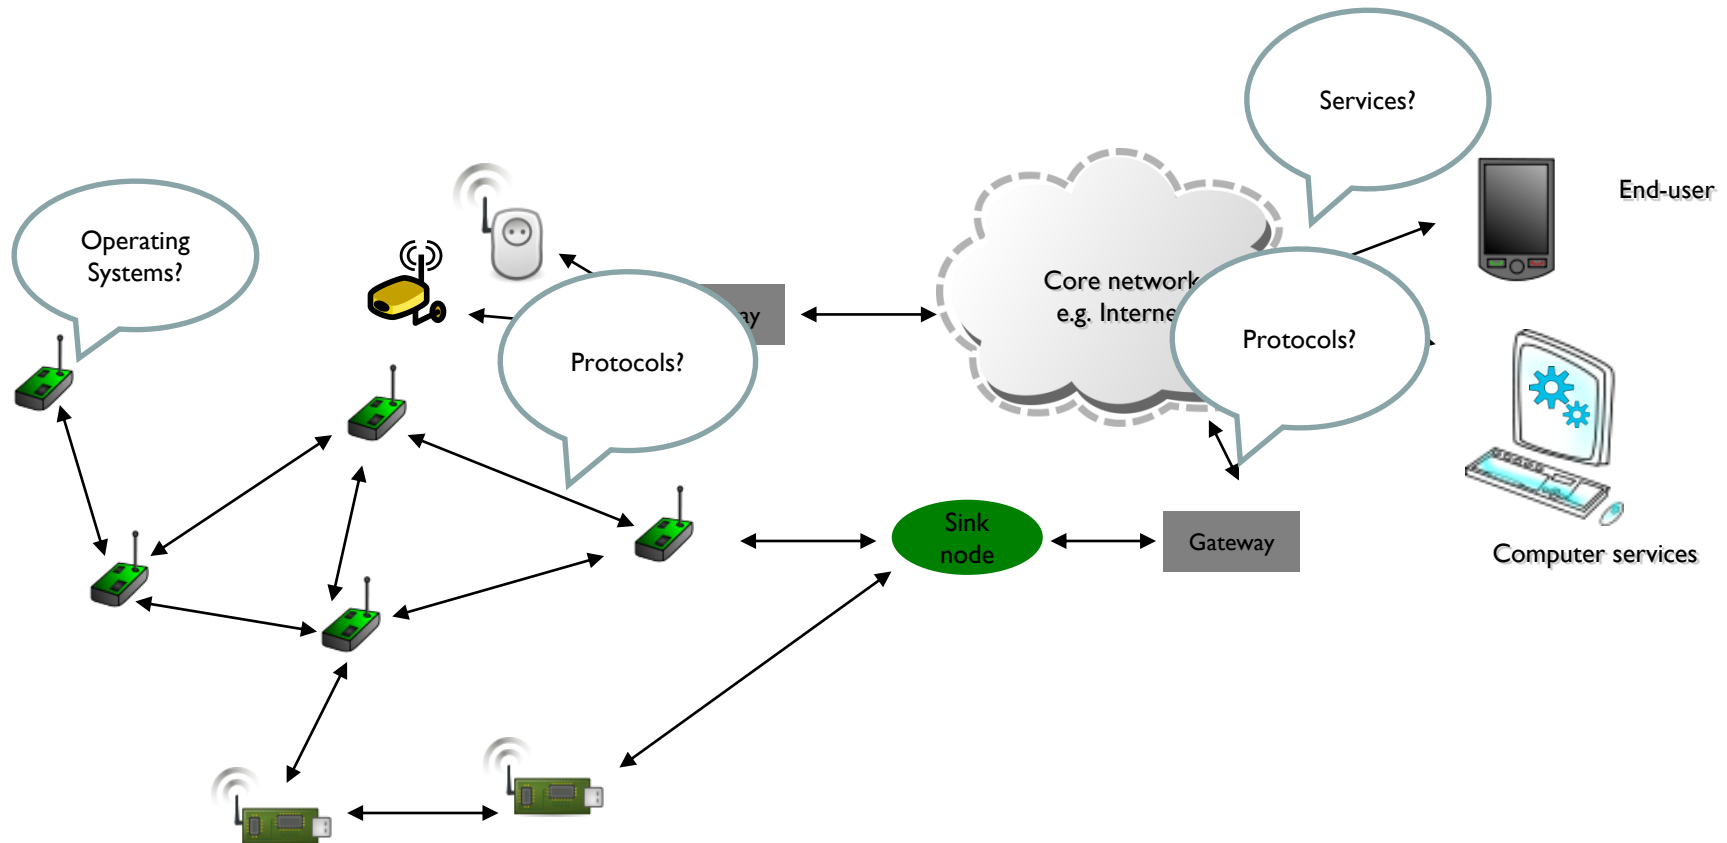 Services?
End-user
Operating
Systems?
Core network
e.g. Interne
ay
Protocols?
Protocols?
Sink
node
Gateway
Computer services